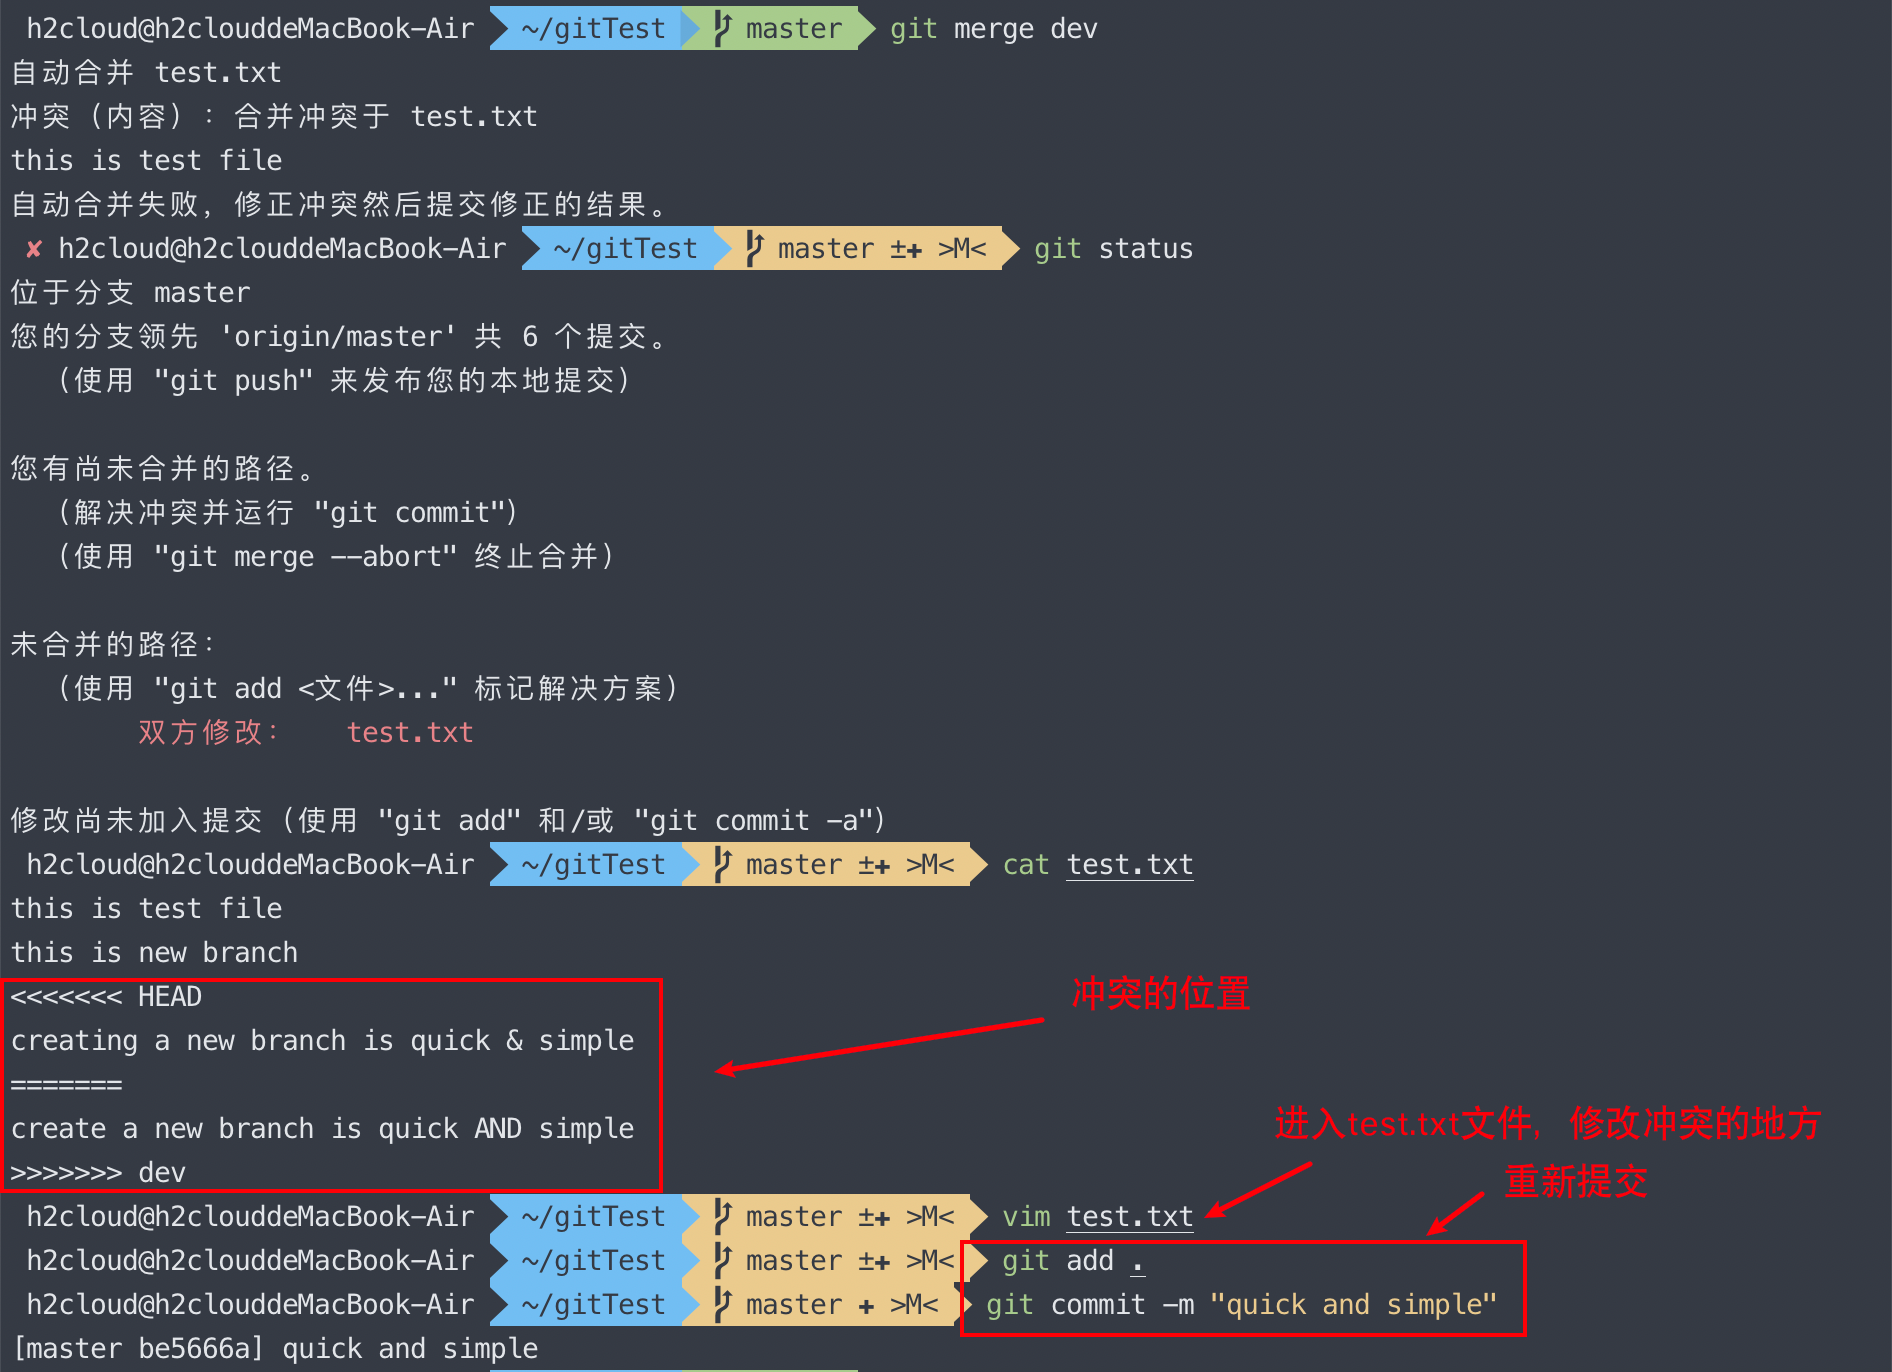 h2cloud@h2clouddeMacBook-Air ~/gitTest master git merge dev
自动合并 test.txt
冲突（内容）：合并冲突于 test.txt
this is test file
自动合并失败，修正冲突然后提交修正的结果。
✘ h2cloud@h2clouddeMacBook-Air ~/gitTest master ±✚ >M< git status
位于分支 master
您的分支领先 'origin/master' 共 6 个提交。
（使用 "git push" 来发布您的本地提交）
您有尚未合并的路径。
（解决冲突并运行 "git commit"）
（使用 "git merge --abort" 终止合并）
未合并的路径：
（使用 "git add <文件>..." 标记解决方案）
双方修改： test.txt
修改尚未加入提交（使用 "git add" 和/或 "git commit -a"）
h2cloud@h2clouddeMacBook-Air ~/gitTest master ±✚ >M< cat test.txt
this is test file
this is new branch
<<<<<<< HEAD
冲突的位置
creating a new branch is quick & simple
=======
create a new branch is quick AND simple
进入test.txt文件，修改冲突的地方
>>>>>>> dev
重新提交
h2cloud@h2clouddeMacBook-Air ~/gitTest master ±✚ >M< vim test.txt
h2cloud@h2clouddeMacBook-Air ~/gitTest master ±✚ >M< git add .
h2cloud@h2clouddeMacBook-Air ~/gitTest master ✚ >M< git commit -m "quick and simple"
[master be5666a] quick and simple